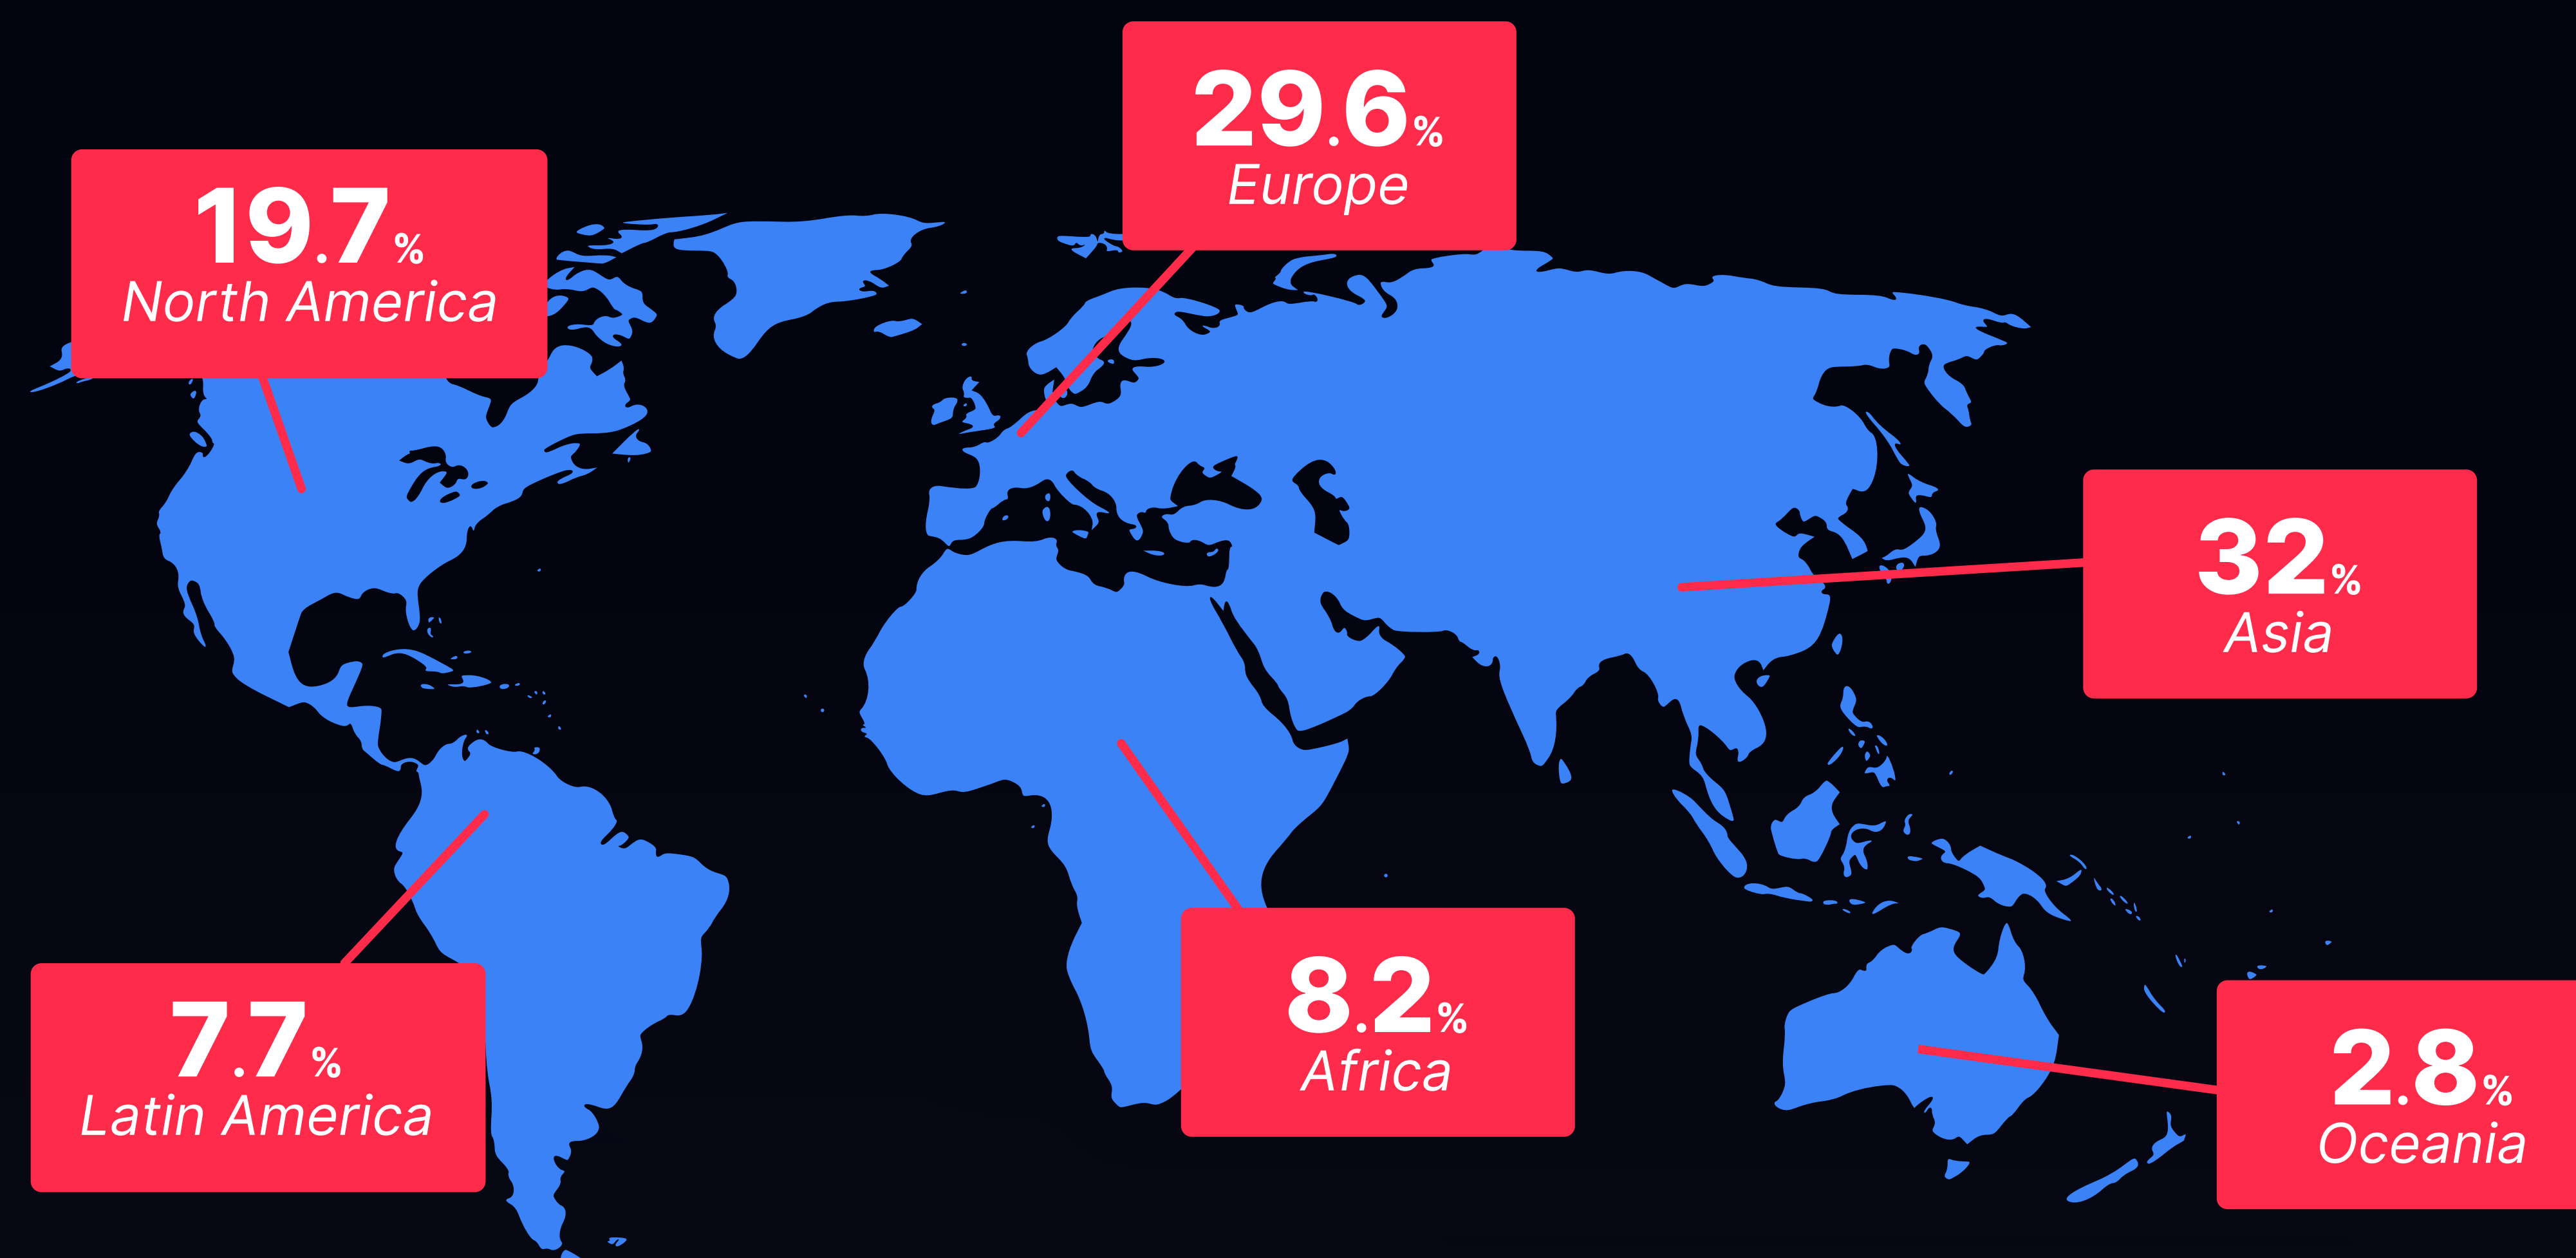 29.6%
Europe
19.7%
North America
32%
Asia
8.2%
Africa
7.7%
Latin America
2.8%
Oceania